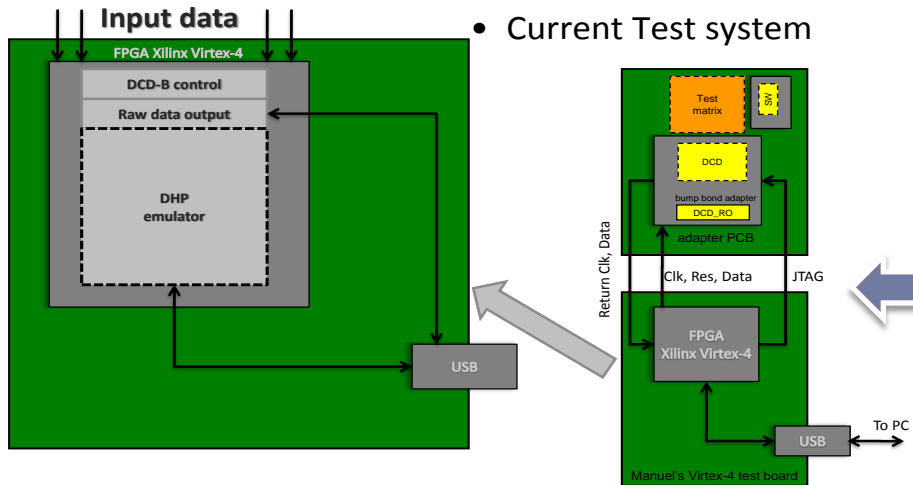 Input data
FPGA Xilinx Virtex-4
DCD-B control
Raw data output
DHP
emulator
USB
• Current Test system
Test
matrix
SW
DCD
bump bond adapter
DCD_RO
adapter PCB
Return Clk, Data
Clk, Res, Data
JTAG
FPGA
Xilinx Virtex-4
USB
To PC
Manuel's Virtex-4 test board